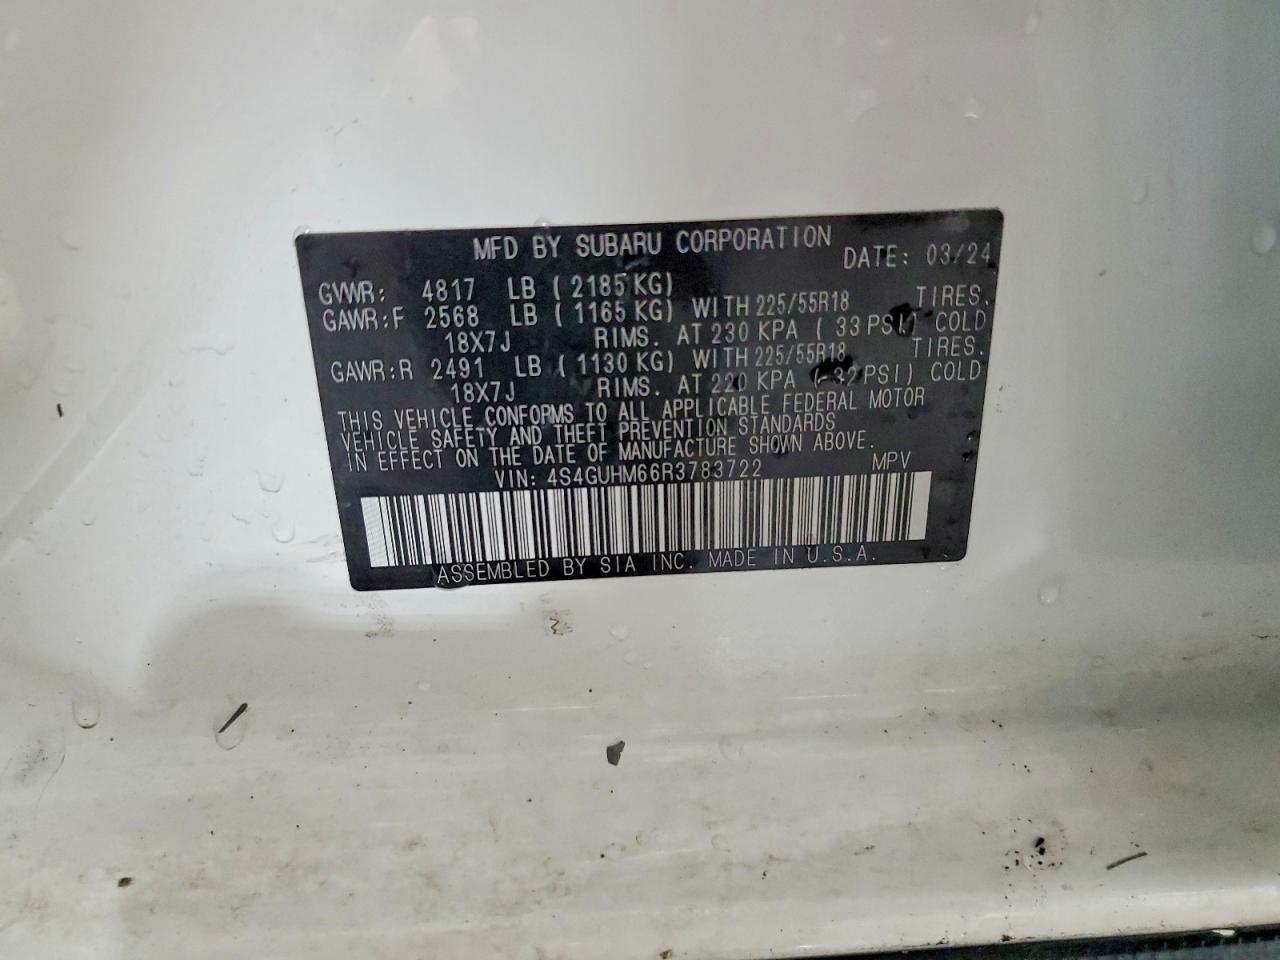 MFD BY SUBARU CORPORATION DATE: 03/24
GVWR: 4817 LB ( 2185 KG)
GAWR:F 2568 LB ( 1165 KG) WITH 225/55R18 TIRES.
18X7J RIMS. AT 230 KPA ( 33 PSI) COLD
GAWR:R 2491 LB ( 1130 KG) WITH 225/55R18 TIRES.
18X7J RIMS. AT 220 KPA ( 32 PSI) COLD
THIS VEHICLE CONFORMS TO ALL APPLICABLE FEDERAL MOTOR
VEHICLE SAFETY AND THEFT PREVENTION STANDARDS
IN EFFECT ON THE DATE OF MANUFACTURE SHOWN ABOVE.
VIN: 4S4GUHM66R3783722 MPV
ASSEMBLED BY SIA INC. MADE IN U.S.A.